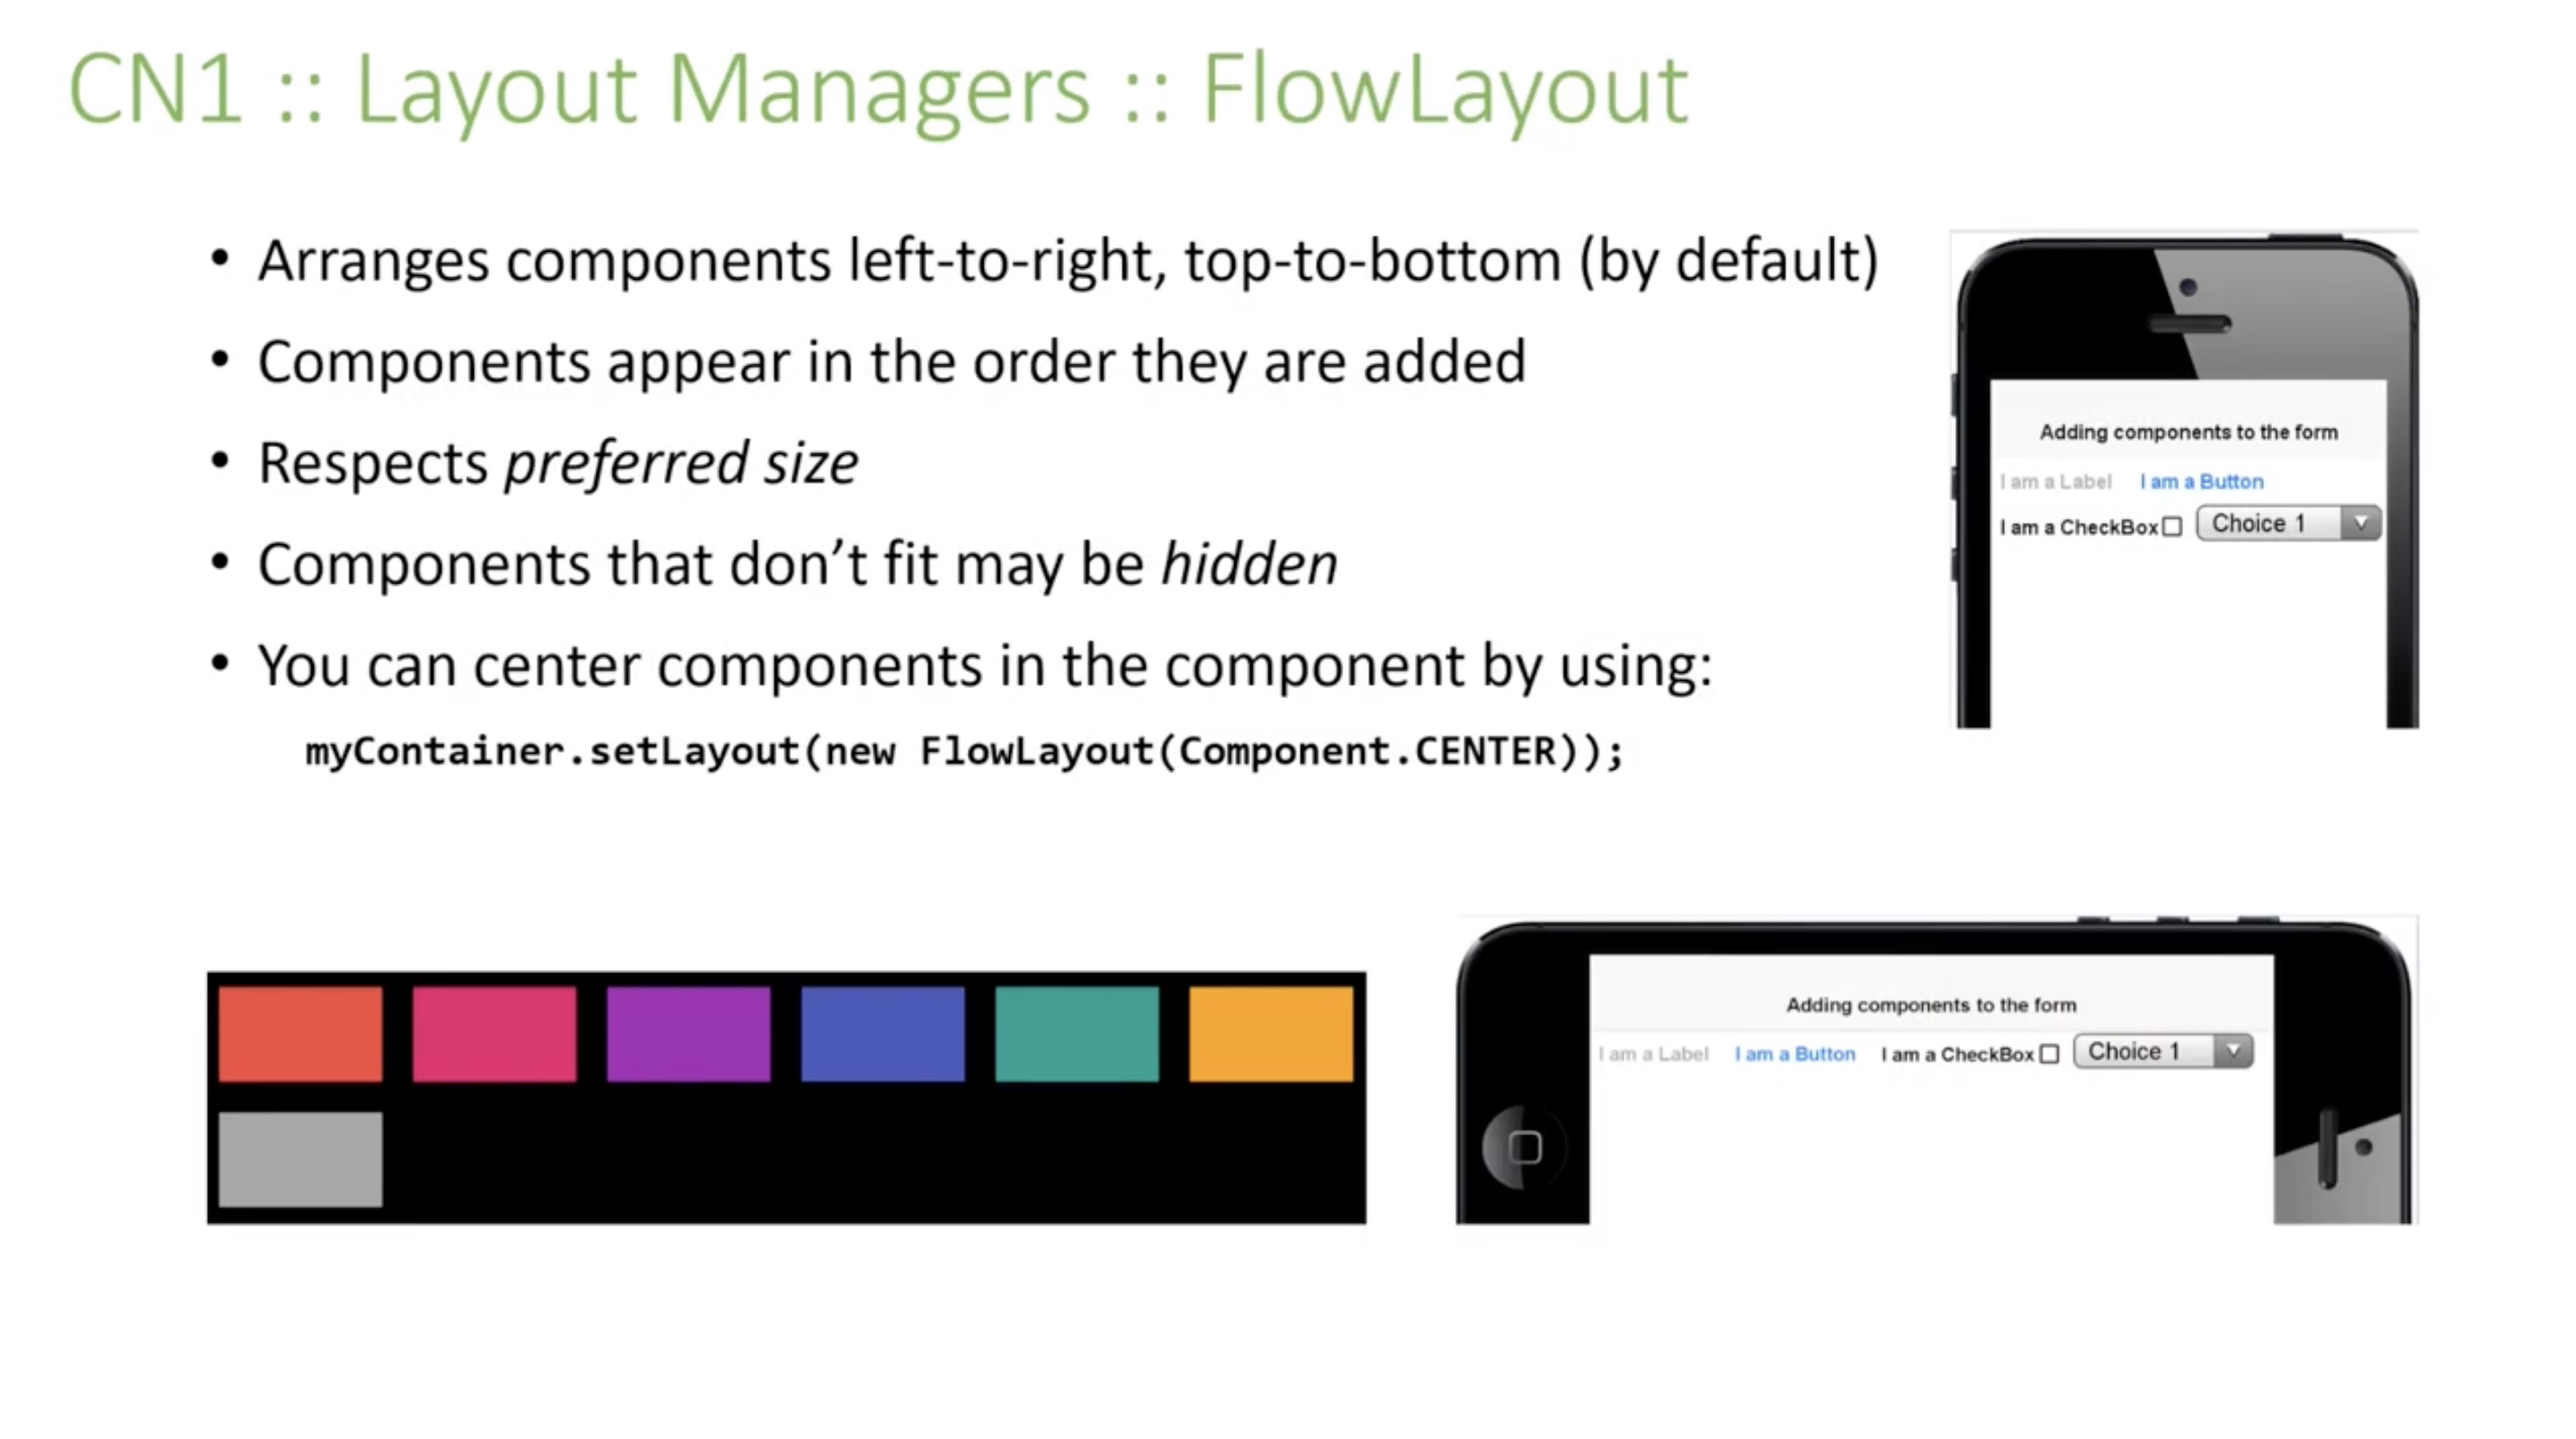 CN1 :: Layout Managers :: FlowLayout
• Arranges components left-to-right, top-to-bottom (by default)
• Components appear in the order they are added
• Respects preferred size
• Components that don’t fit may be hidden
• You can center components in the component by using:
myContainer.setLayout(new FlowLayout(Component.CENTER));
Adding components to the form
I am a Label I am a Button
I am a CheckBox Choice 1
Adding components to the form
I am a Label I am a Button I am a CheckBox Choice 1